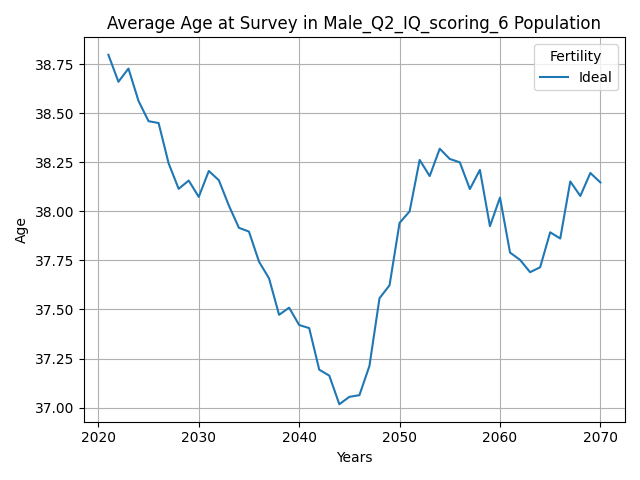 Average Age at Survey in Male_Q2_IQ_scoring_6 Population
Fertility
Ideal
38.75
38.50
38.25
38.00
37.75
37.50
37.25
37.00
Age
2020 2030 2040 2050 2060 2070
Years